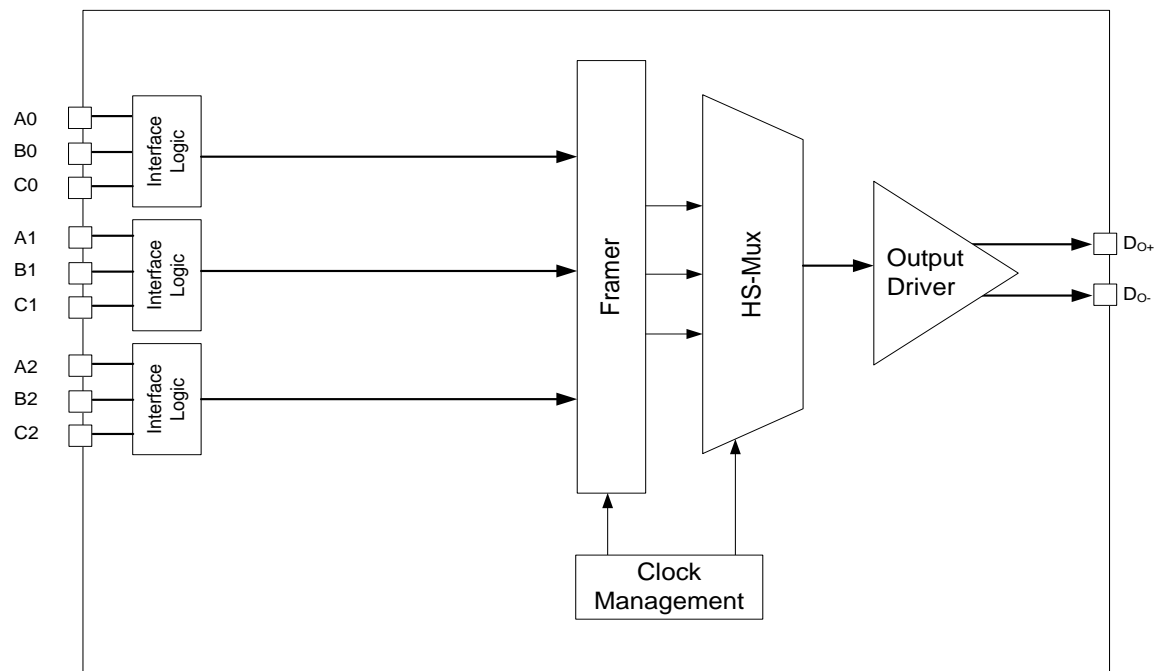 A0
B0
C0
Interface
Logic
A1
B1
C1
Interface
Logic
A2
B2
C2
Interface
Logic
Framer
HS-Mux
Output
Driver
DO+
DO-
Clock
Management